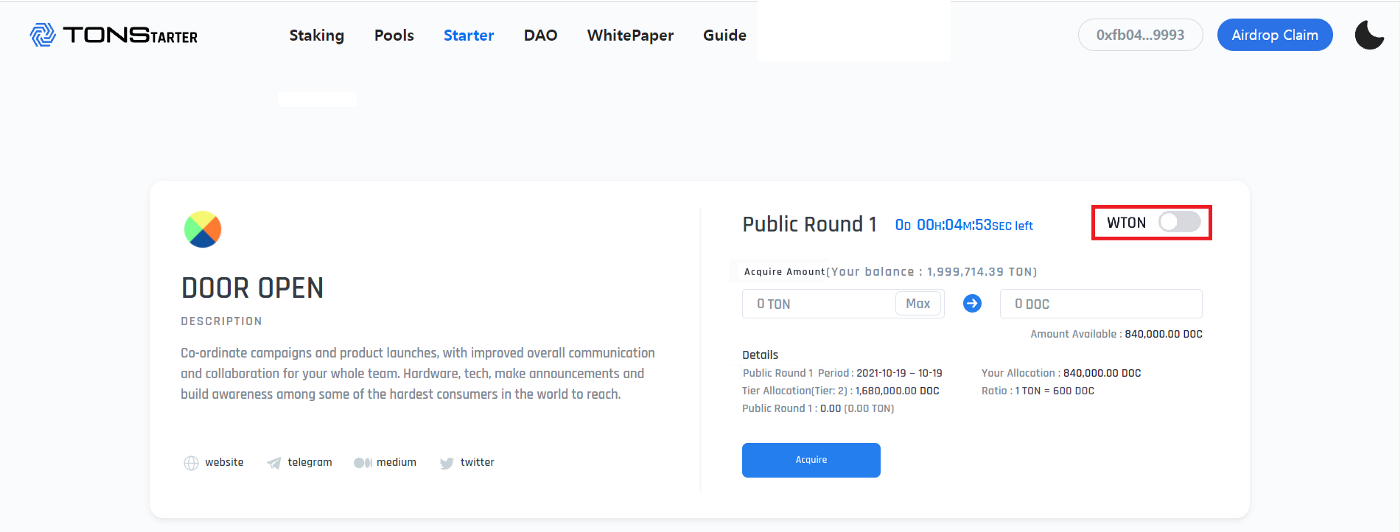 TONSTARTER Staking Pools Starter DAO WhitePaper Guide 0xfb04...9993 Airdrop Claim
DOOR OPEN
DESCRIPTION
Co-ordinate campaigns and product launches, with improved overall communication
and collaboration for your whole team. Hardware, tech, make announcements and
build awareness among some of the hardest consumers in the world to reach.
website telegram medium twitter
Public Round 1 0D 00H:04M:53SEC left WTON
Acquire Amount(Your balance : 1,999,714.39 TON)
0 TON Max 0 DOC
Amount Available : 840,000.00 DOC
Details
Public Round 1 Period : 2021-10-19 ~ 10-19 Your Allocation : 840,000.00 DOC
Tier Allocation(Tier: 2) : 1,680,000.00 DOC Ratio : 1 TON = 600 DOC
Public Round 1 : 0.00 (0.00 TON)
Acquire